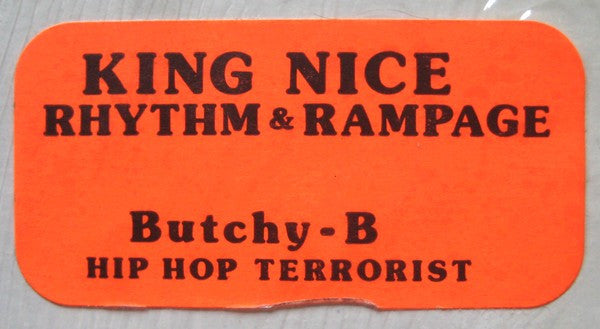 KING NICE
RHYTHM & RAMPAGE
Butchy-B
HIP HOP TERRORIST